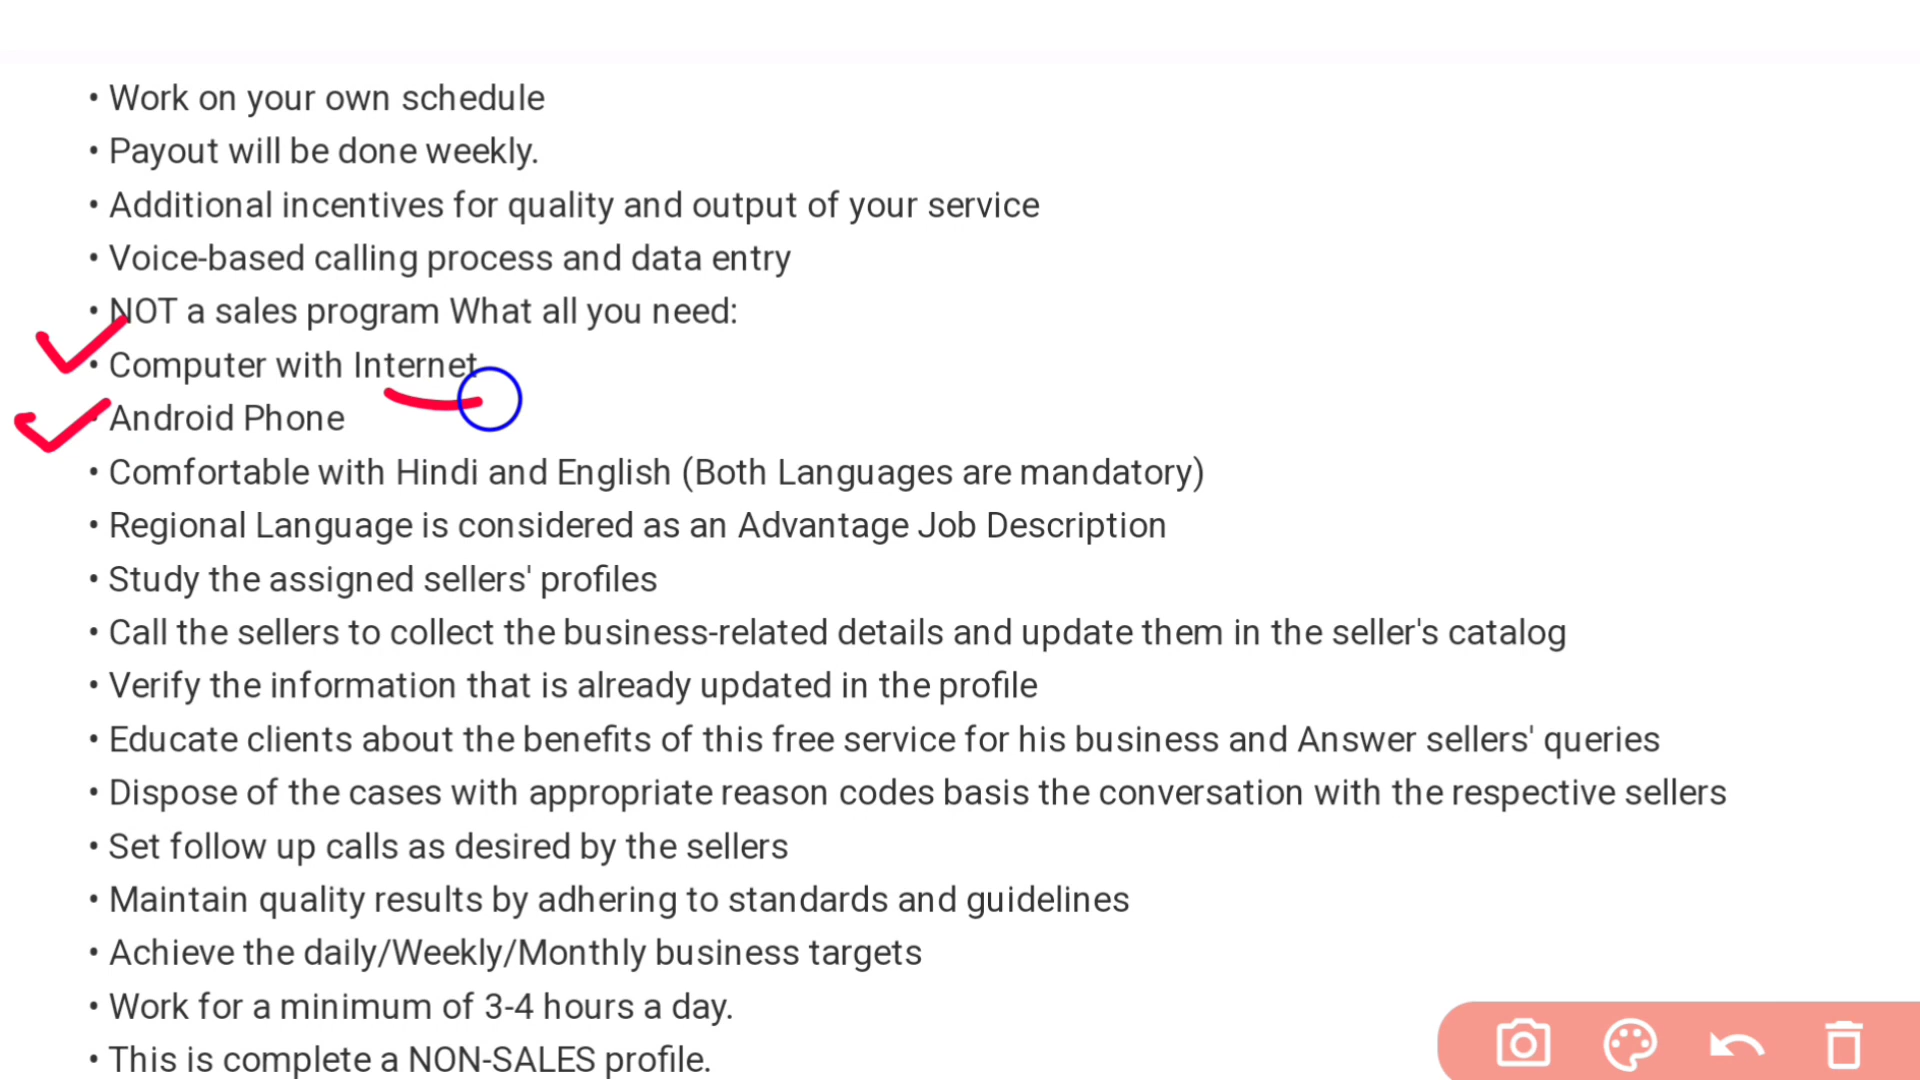 • Work on your own schedule
• Payout will be done weekly.
• Additional incentives for quality and output of your service
• Voice-based calling process and data entry
• NOT a sales program What all you need:
• Computer with Internet
• Android Phone
• Comfortable with Hindi and English (Both Languages are mandatory)
• Regional Language is considered as an Advantage Job Description
• Study the assigned sellers' profiles
• Call the sellers to collect the business-related details and update them in the seller's catalog
• Verify the information that is already updated in the profile
• Educate clients about the benefits of this free service for his business and Answer sellers' queries
• Dispose of the cases with appropriate reason codes basis the conversation with the respective sellers
• Set follow up calls as desired by the sellers
• Maintain quality results by adhering to standards and guidelines
• Achieve the daily/Weekly/Monthly business targets
• Work for a minimum of 3-4 hours a day.
• This is complete a NON-SALES profile.